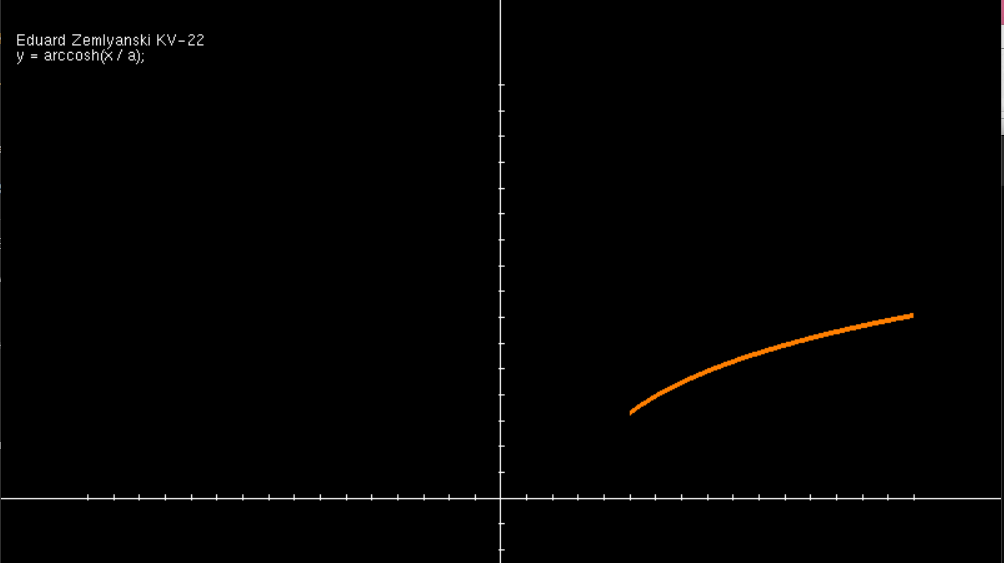 Eduard Zemlyanski KV-22
y = arccosh(x / a);